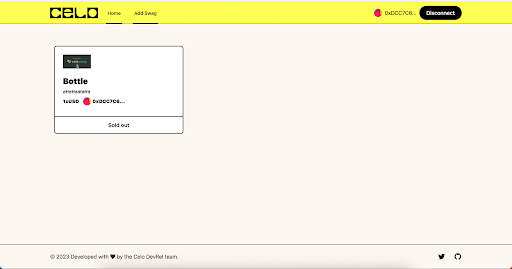 CELO
Home
Add Swag
0xDCC7C6...
Disconnect
Bottle
1cUSD 0xDCC7C6...
Sold out
© 2023 Developed with ♥ by the Celo DevRel team.